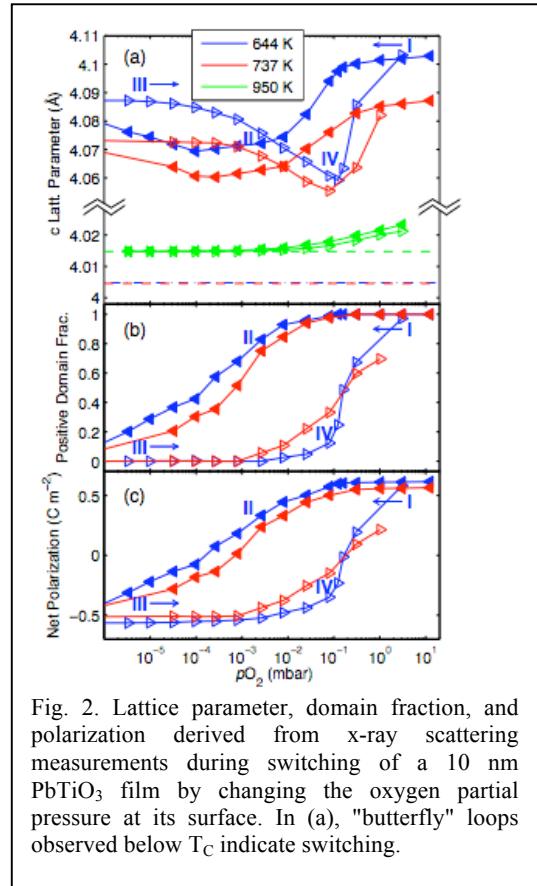 (a)
644 K
737 K
950 K
I
III
II
IV
c Latt. Parameter (Å)
4.11
4.1
4.09
4.08
4.07
4.06
4.02
4.01
4
(b)
I
II
III
IV
Positive Domain Frac.
1
0.8
0.6
0.4
0.2
0
(c)
I
II
III
IV
Net Polarization (C m⁻²)
0.5
0
−0.5
10⁻⁵
10⁻⁴
10⁻³
10⁻²
10⁻¹
10⁰
10¹
pO₂ (mbar)
Fig. 2. Lattice parameter, domain fraction, and
polarization derived from x-ray scattering
measurements during switching of a 10 nm
PbTiO₃ film by changing the oxygen partial
pressure at its surface. In (a), "butterfly" loops
observed below T_C indicate switching.